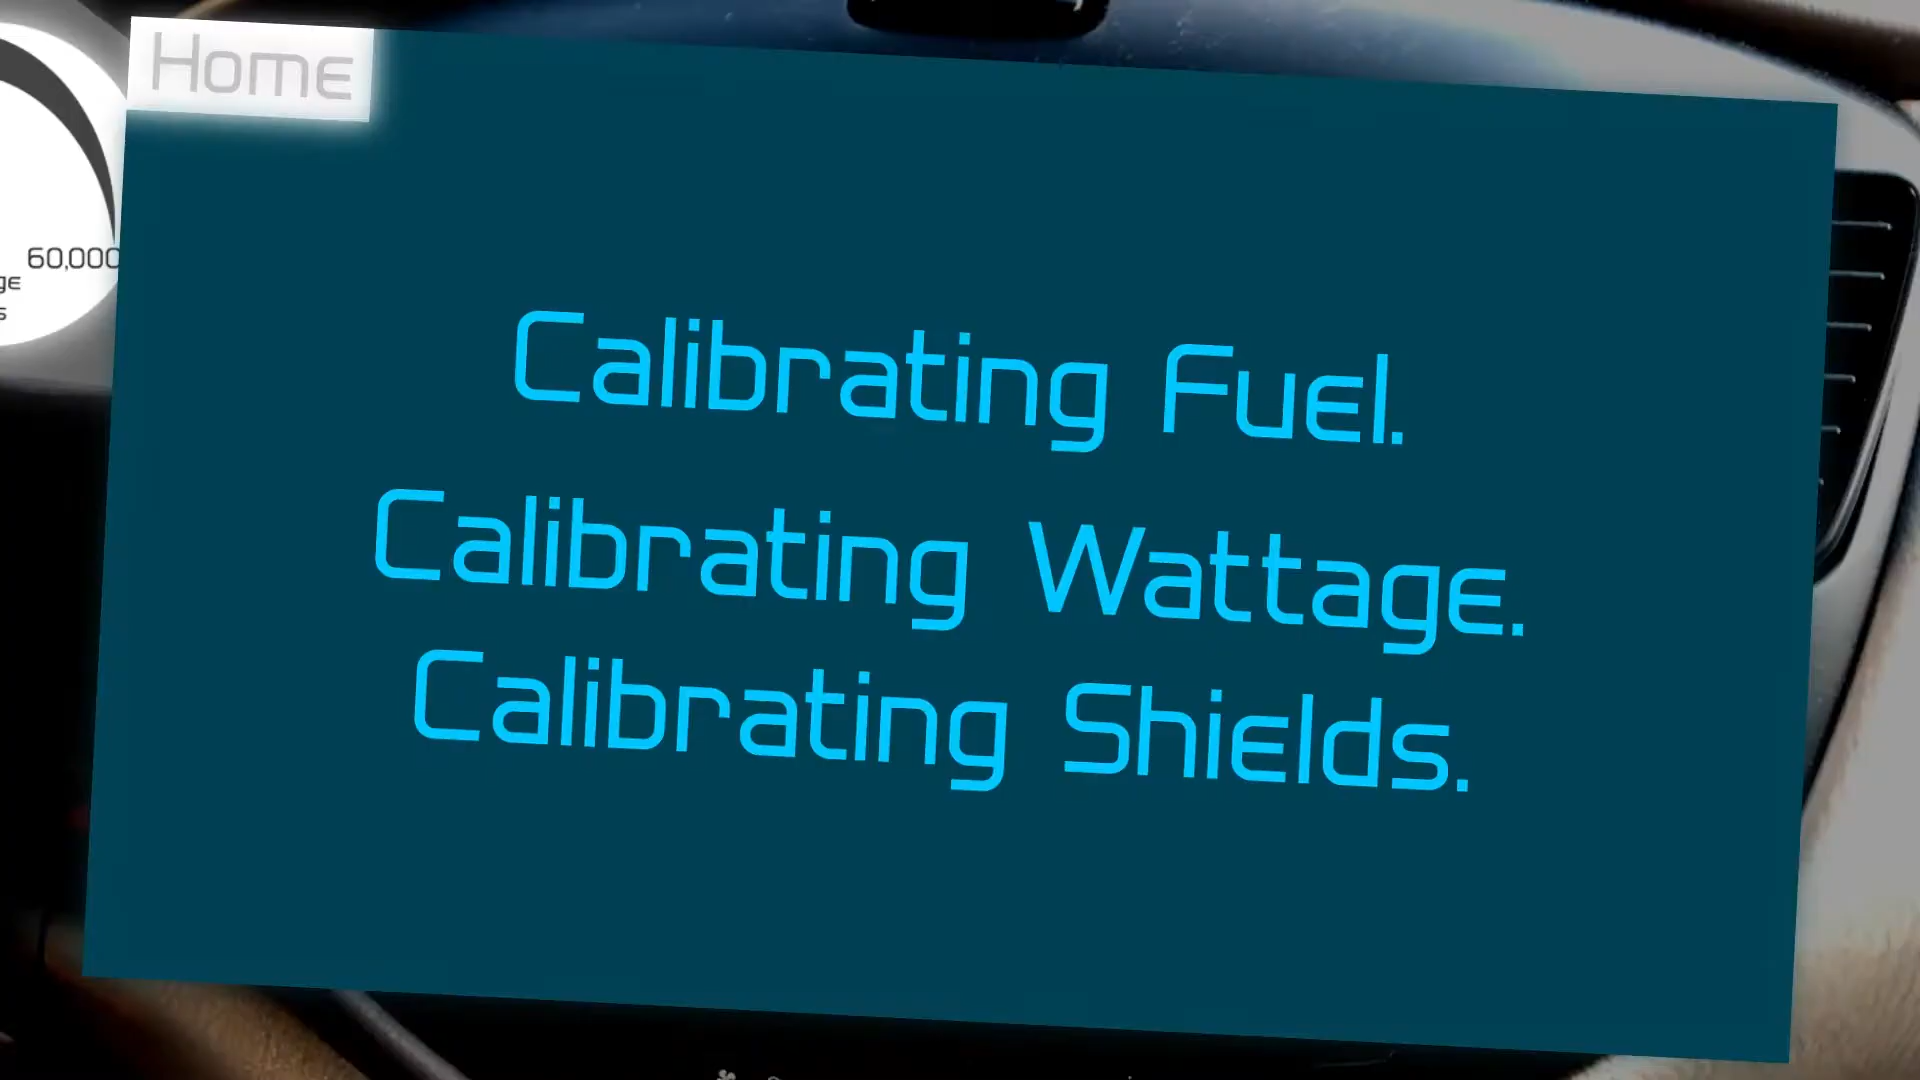 Home
60,000
Calibrating Fuel.
Calibrating Wattage.
Calibrating Shields.